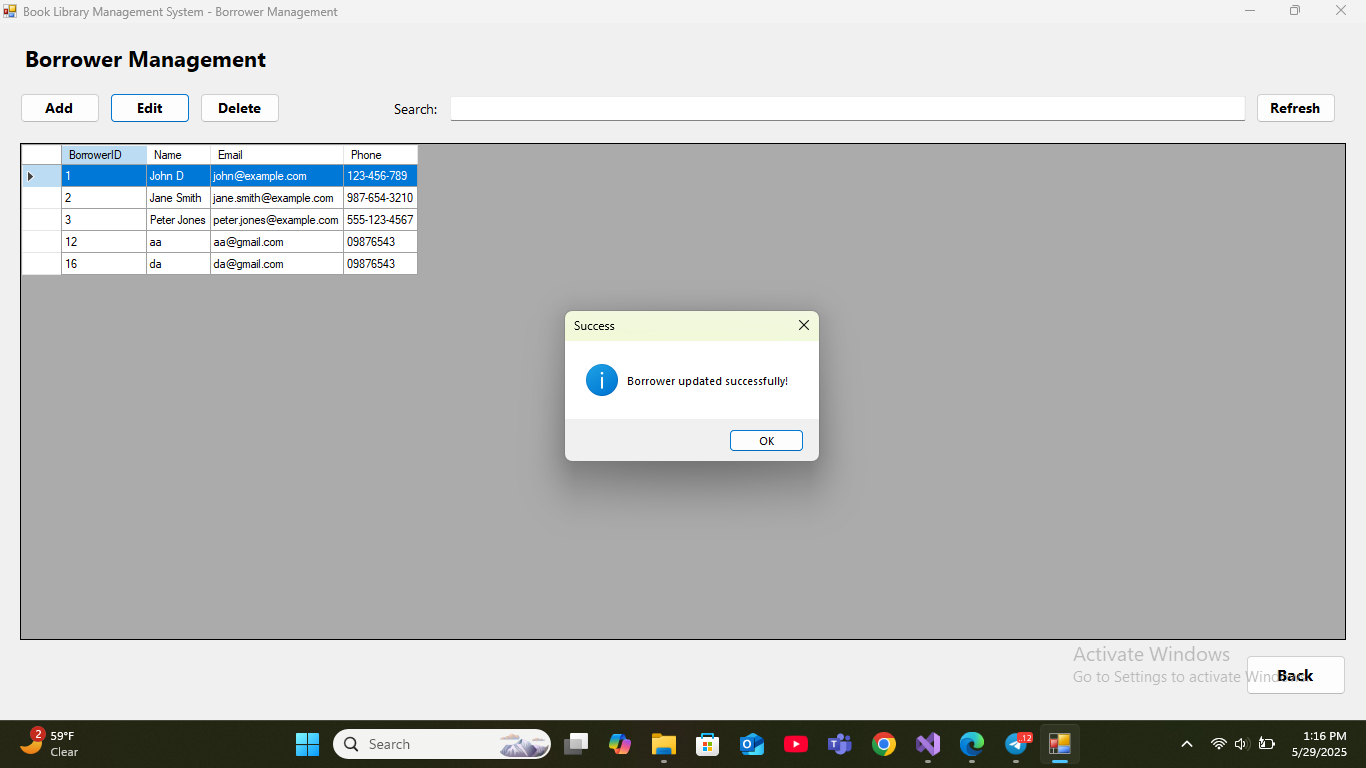 Book Library Management System - Borrower Management
Borrower Management
Add Edit Delete Search: Refresh
BorrowerID Name Email Phone
1 John D john@example.com 123-456-789
2 Jane Smith jane.smith@example.com 987-654-3210
3 Peter Jones peter.jones@example.com 555-123-4567
12 aa aa@gmail.com 09876543
16 da da@gmail.com 09876543
Success
Borrower updated successfully!
OK
Activate Windows
Go to Settings to activate Windows.
Back
2 59°F
Clear
Search
12
1:16 PM
5/29/2025